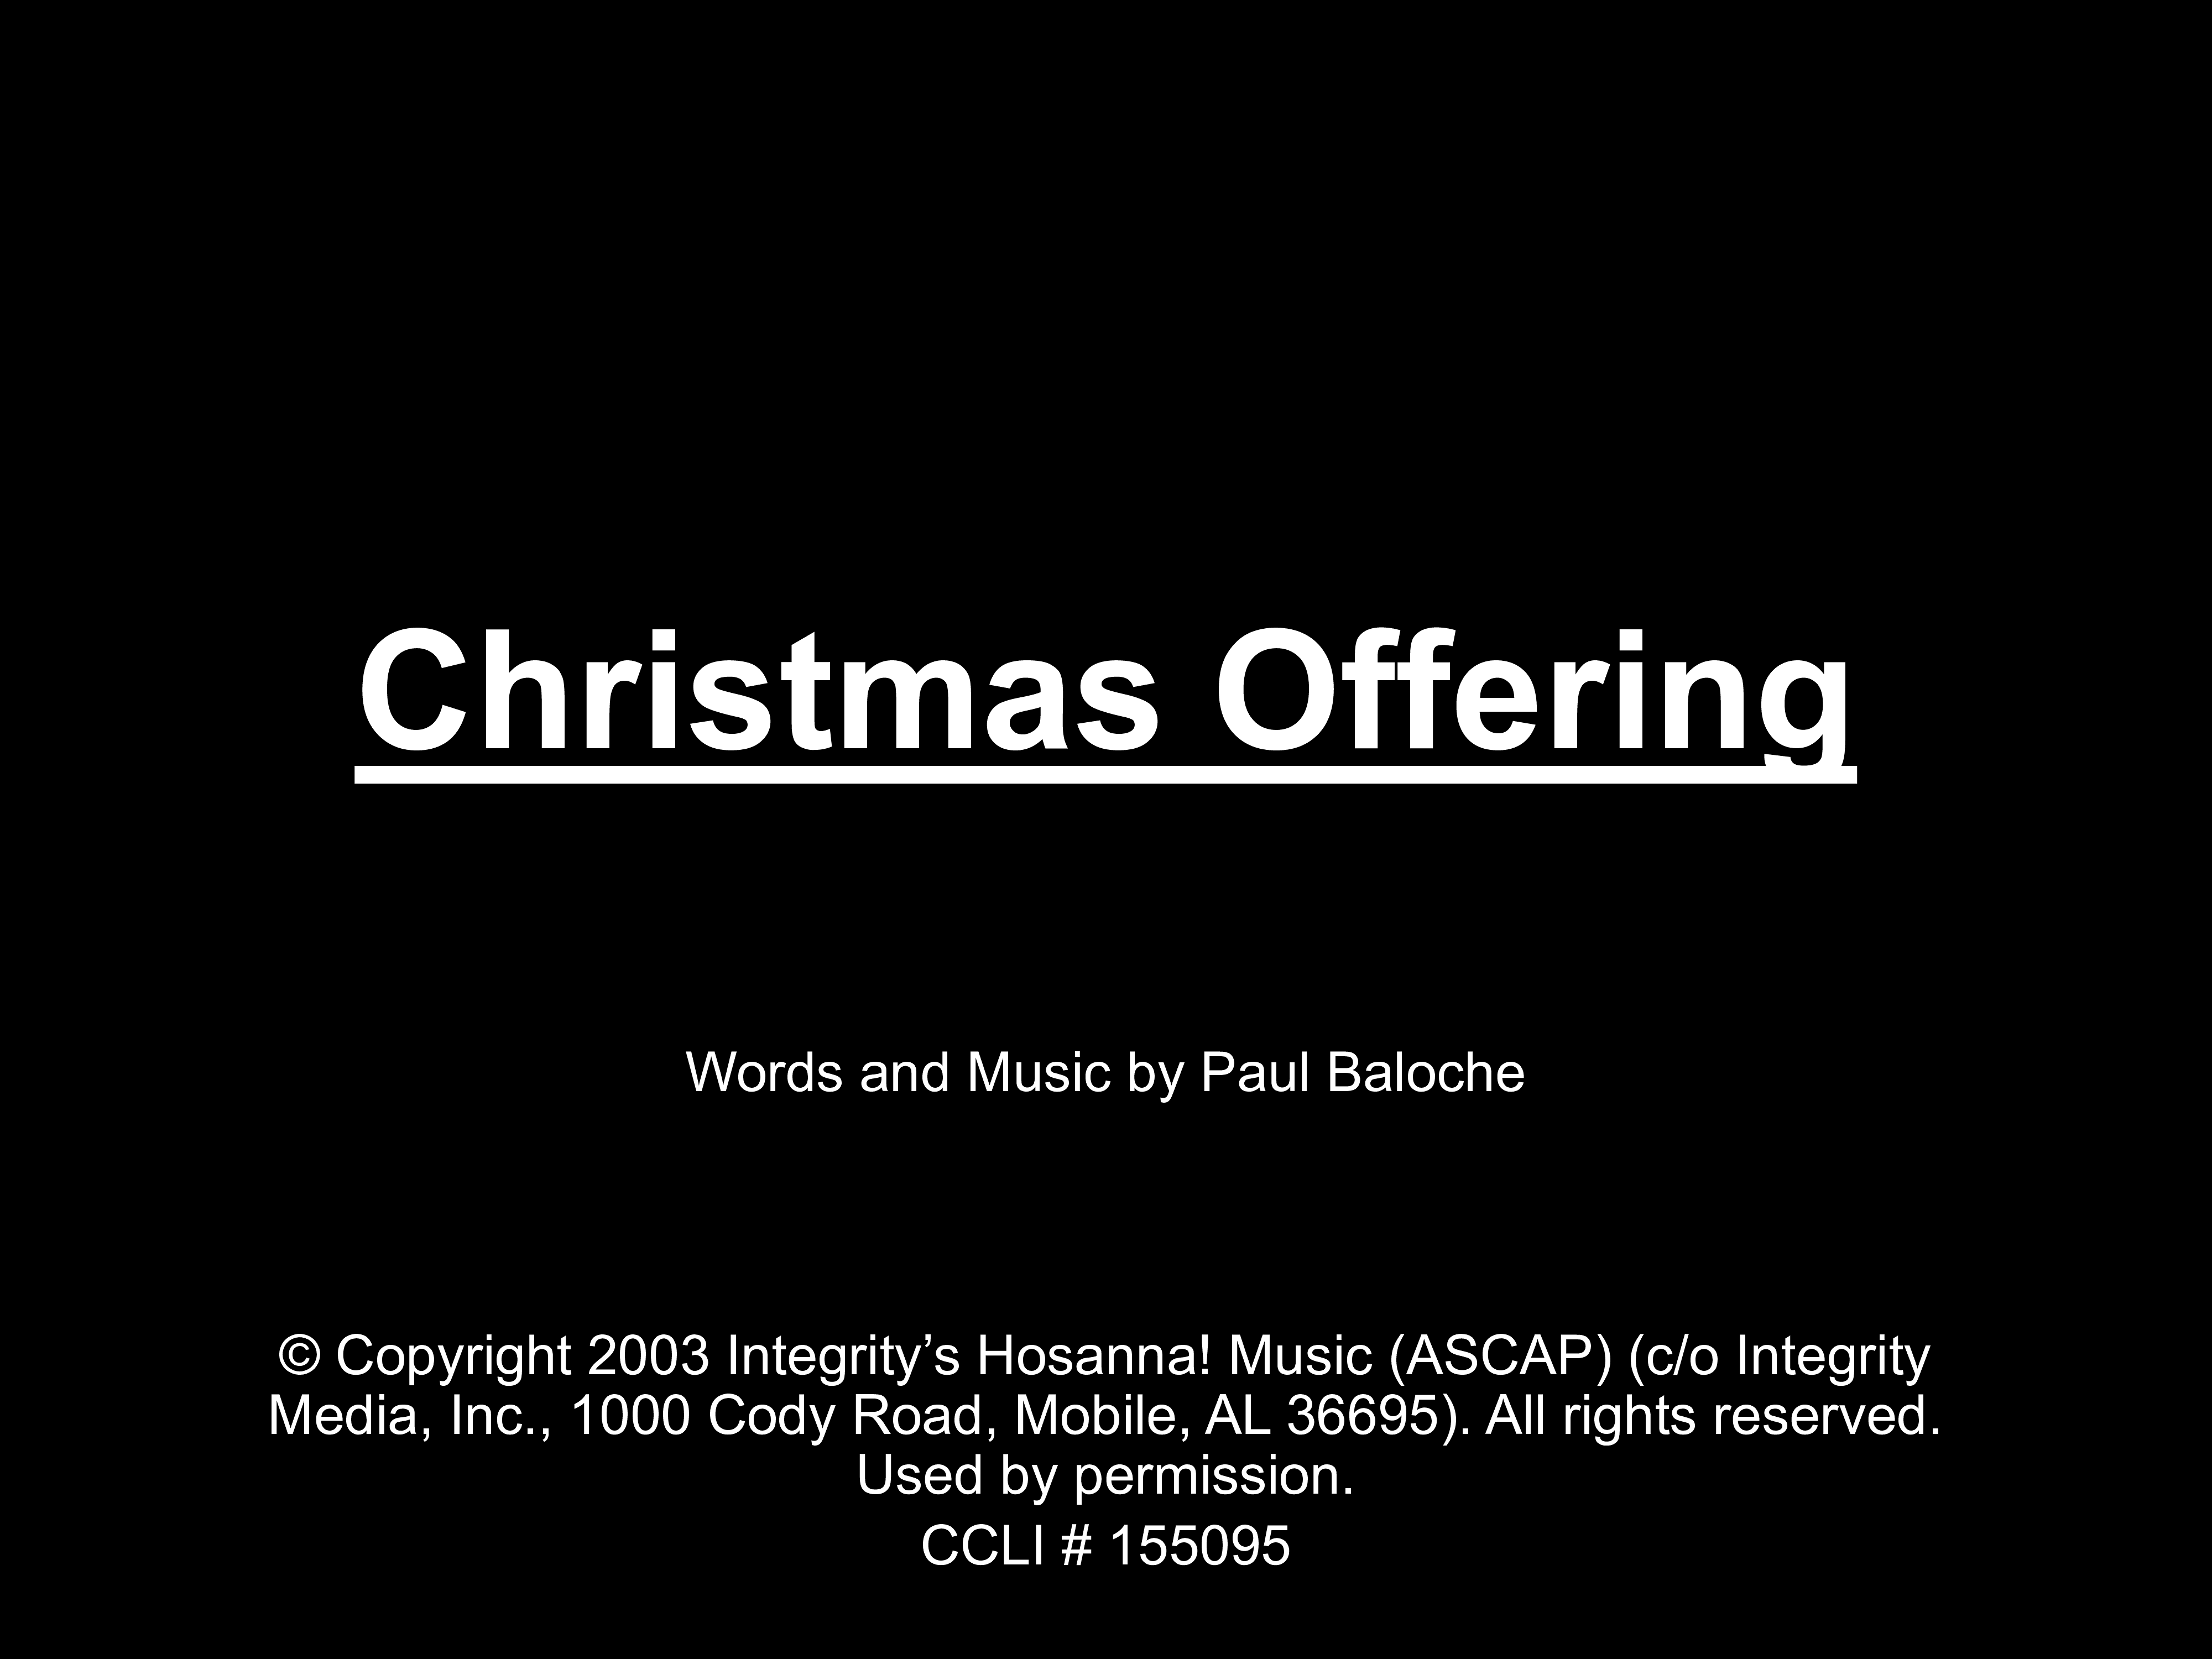 Christmas Offering
Words and Music by Paul Baloche
© Copyright 2003 Integrity’s Hosanna! Music (ASCAP) (c/o Integrity
Media, Inc., 1000 Cody Road, Mobile, AL 36695). All rights reserved.
Used by permission.
CCLI # 155095